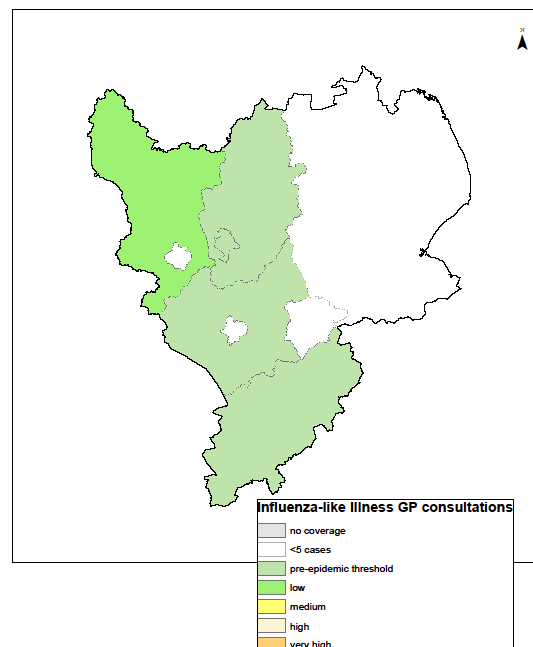 N
Influenza-like Illness GP consultations
no coverage
<5 cases
pre-epidemic threshold
low
medium
high
very high